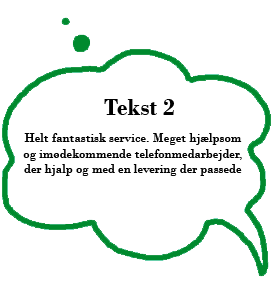 Tekst 2
Helt fantastisk service. Meget hjælpsom
og imødekommende telefonmedarbejder,
der hjalp og med en levering der passede